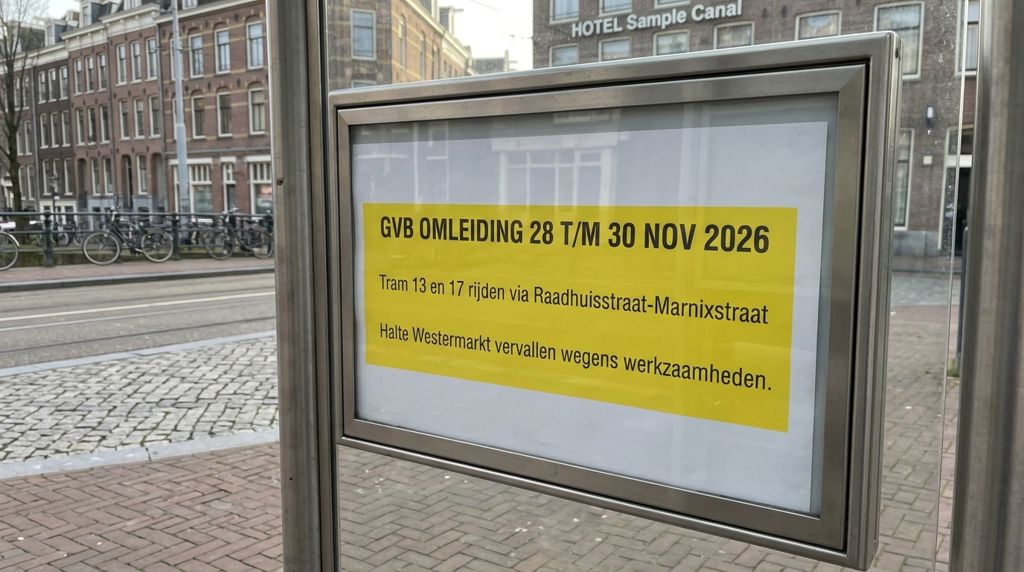 HOTEL Sample Canal
GVB OMLEIDING 28 T/M 30 NOV 2026
Tram 13 en 17 rijden via Raadhuisstraat-Marnixstraat
Halte Westermarkt vervallen wegens werkzaamheden.